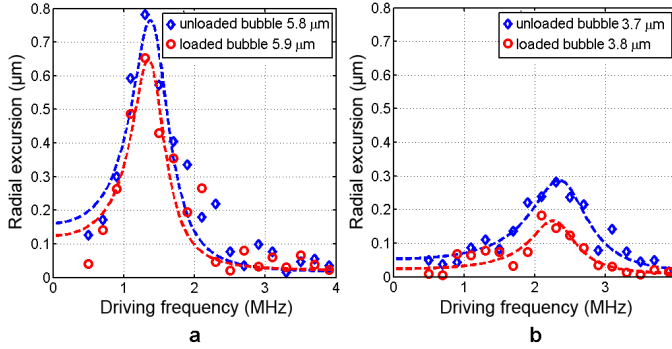 0.8
0.7
0.6
0.5
0.4
0.3
0.2
0.1
0
Radial excursion (μm)
unloaded bubble 5.8 μm
loaded bubble 5.9 μm
0 1 2 3 4
Driving frequency (MHz)
a
0.8
0.7
0.6
0.5
0.4
0.3
0.2
0.1
0
Radial excursion (μm)
unloaded bubble 3.7 μm
loaded bubble 3.8 μm
0 1 2 3
Driving frequency (MHz)
b